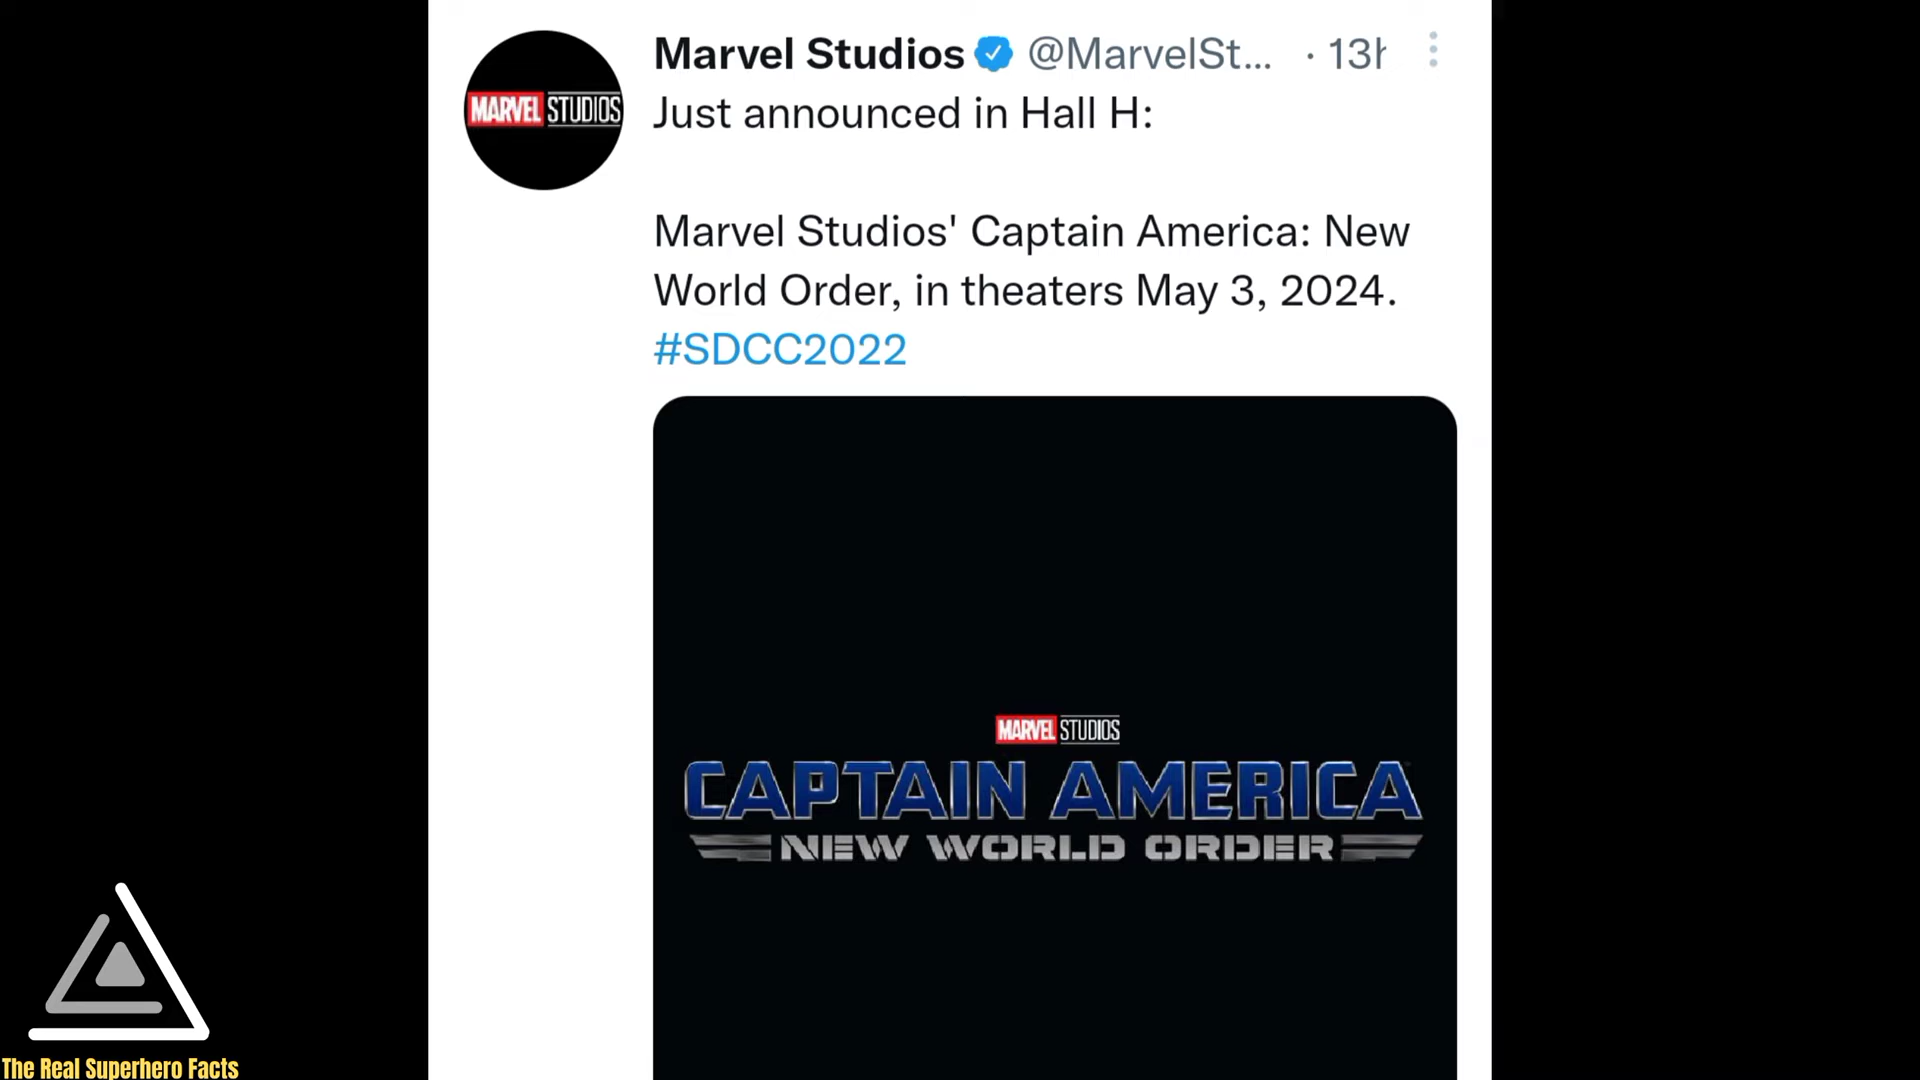 Marvel Studios @MarvelSt... · 13h
MARVEL STUDIOS
Just announced in Hall H:
Marvel Studios' Captain America: New
World Order, in theaters May 3, 2024.
#SDCC2022
MARVEL STUDIOS
CAPTAIN AMERICA
NEW WORLD ORDER
The Real Superhero Facts